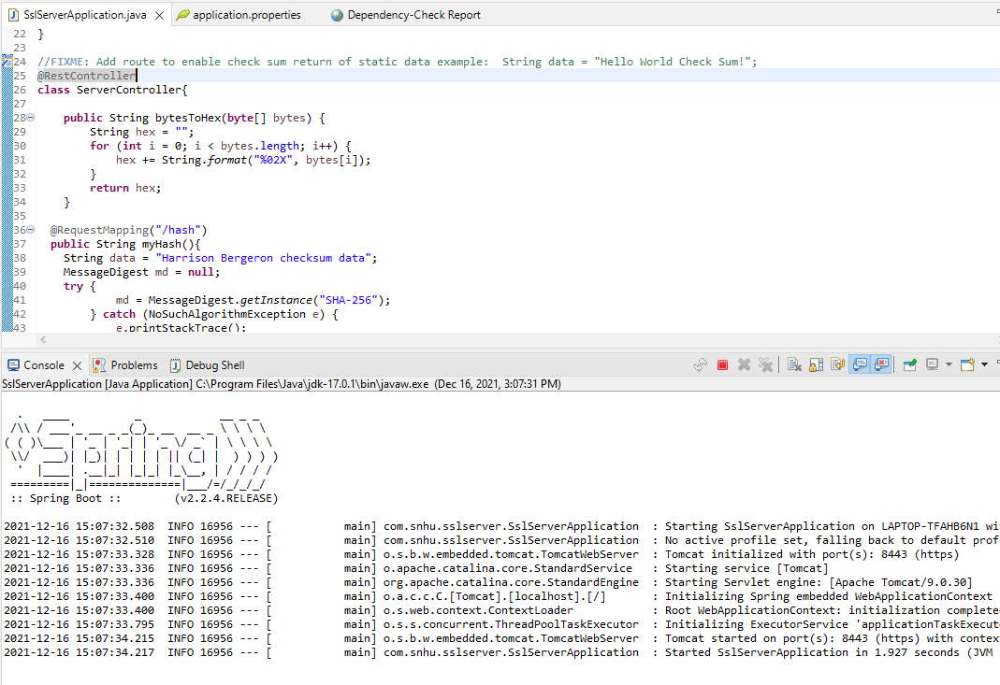 SslServerApplication.java application.properties Dependency-Check Report
22 }
23
24 //FIXME: Add route to enable check sum return of static data example:  String data = "Hello World Check Sum!";
25 @RestController
26 class ServerController{
27
28     public String bytesToHex(byte[] bytes) {
29         String hex = "";
30         for (int i = 0; i < bytes.length; i++) {
31             hex += String.format("%02X", bytes[i]);
32         }
33         return hex;
34     }
35
36   @RequestMapping("/hash")
37   public String myHash(){
38     String data = "Harrison Bergeron checksum data";
39     MessageDigest md = null;
40     try {
41             md = MessageDigest.getInstance("SHA-256");
42         } catch (NoSuchAlgorithmException e) {
43             e.printStackTrace();
Console Problems Debug Shell
SslServerApplication [Java Application] C:\Program Files\Java\jdk-17.0.1\bin\javaw.exe (Dec 16, 2021, 3:07:31 PM)
Spring
:: Spring Boot ::        (v2.2.4.RELEASE)
2021-12-16 15:07:32.508  INFO 16956 --- [           main] com.snhu.sslserver.SslServerApplication  : Starting SslServerApplication on LAPTOP-TFAHB6N1 wi
2021-12-16 15:07:32.510  INFO 16956 --- [           main] com.snhu.sslserver.SslServerApplication  : No active profile set, falling back to default prof
2021-12-16 15:07:33.328  INFO 16956 --- [           main] o.s.b.w.embedded.tomcat.TomcatWebServer  : Tomcat initialized with port(s): 8443 (https)
2021-12-16 15:07:33.336  INFO 16956 --- [           main] o.apache.catalina.core.StandardService   : Starting service [Tomcat]
2021-12-16 15:07:33.336  INFO 16956 --- [           main] org.apache.catalina.core.StandardEngine  : Starting Servlet engine: [Apache Tomcat/9.0.30]
2021-12-16 15:07:33.400  INFO 16956 --- [           main] o.a.c.c.C.[Tomcat].[localhost].[/]       : Initializing Spring embedded WebApplicationContext
2021-12-16 15:07:33.400  INFO 16956 --- [           main] o.s.web.context.ContextLoader            : Root WebApplicationContext: initialization complete
2021-12-16 15:07:33.795  INFO 16956 --- [           main] o.s.s.concurrent.ThreadPoolTaskExecutor  : Initializing ExecutorService 'applicationTaskExecut
2021-12-16 15:07:34.215  INFO 16956 --- [           main] o.s.b.w.embedded.tomcat.TomcatWebServer  : Tomcat started on port(s): 8443 (https) with contex
2021-12-16 15:07:34.217  INFO 16956 --- [           main] com.snhu.sslserver.SslServerApplication  : Started SslServerApplication in 1.927 seconds (JVM